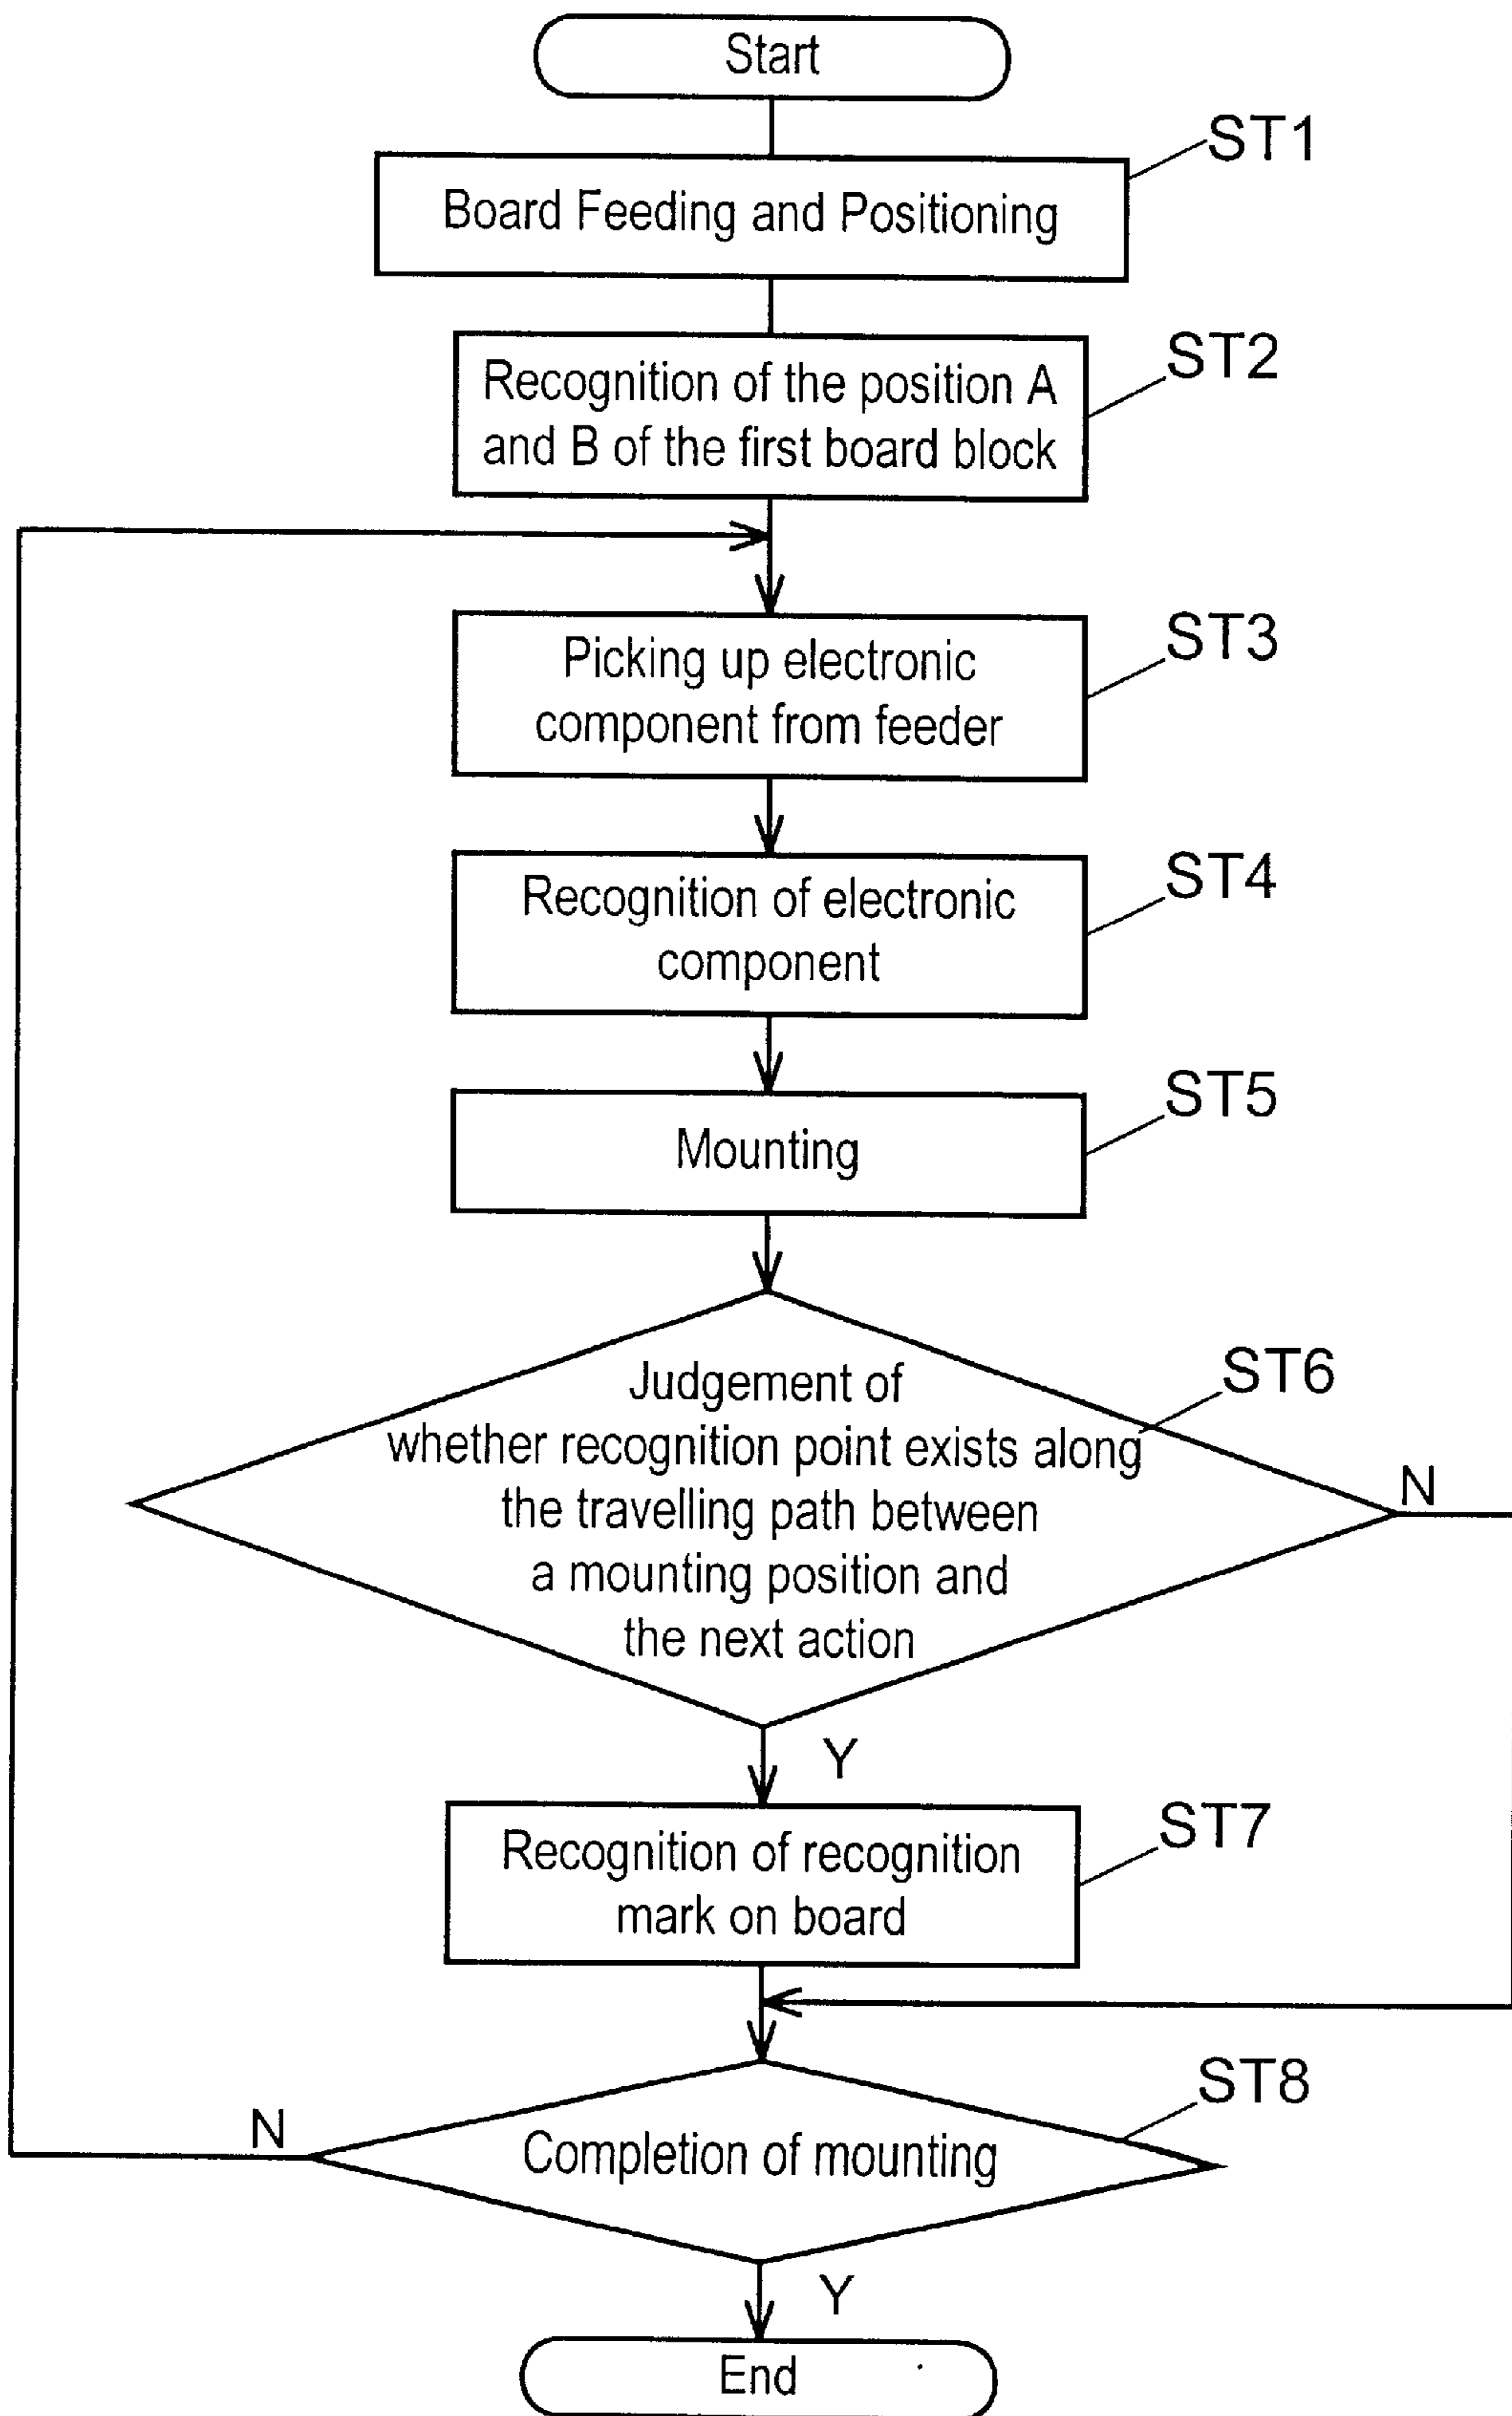 Start
ST1
Board Feeding and Positioning
ST2
Recognition of the position A
and B of the first board block
ST3
Picking up electronic
component from feeder
ST4
Recognition of electronic
component
ST5
Mounting
ST6
Judgement of
whether recognition point exists along
the travelling path between
a mounting position and
the next action
N
Y
ST7
Recognition of recognition
mark on board
ST8
N
Completion of mounting
Y
End